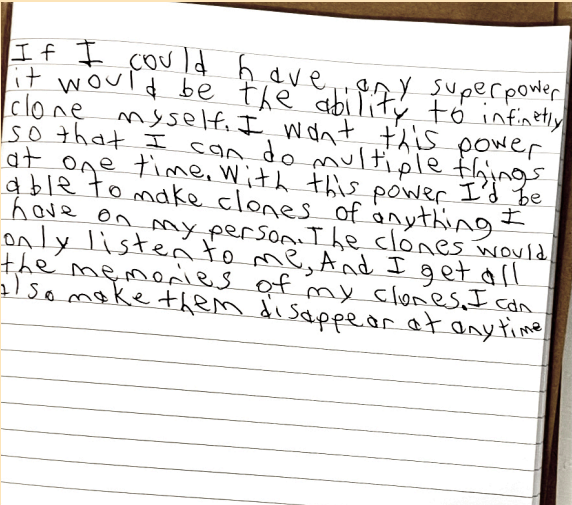 If I could have any superpower
it would be the ability to infinetly
clone myself. I want this power
so that I can do multiple things
at one time. With this power I'd be
able to make clones of anything I
have on my person. The clones would
only listen to me, And I get all
the memories of my clones. I can
also make them disappear at any time